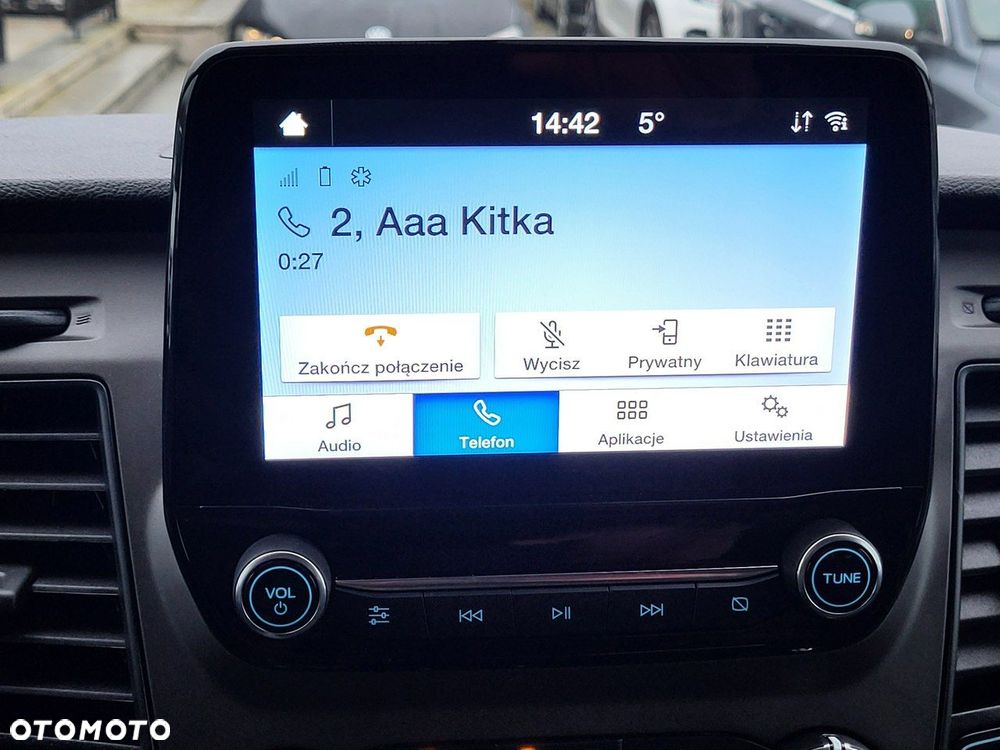 14:42 5°
2, Aaa Kitka
0:27
Zakończ połączenie
Wycisz Prywatny Klawiatura
Audio Telefon Aplikacje Ustawienia
VOL
TUNE
OTOMOTO